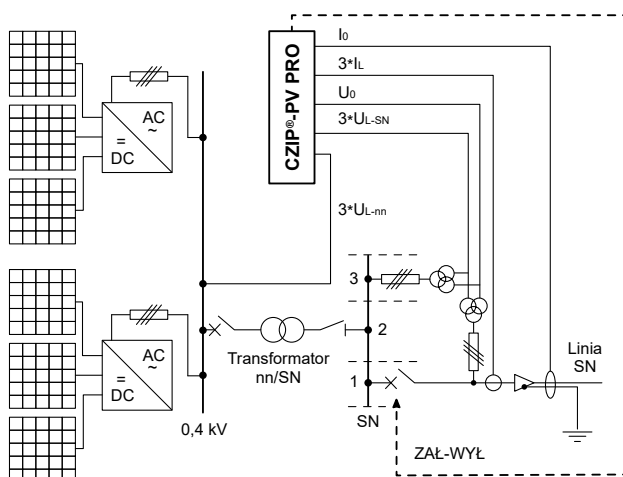 I0
3*IL
U0
3*UL-SN
CZIP®-PV PRO
AC
~
=
DC
3*UL-nn
3
2
1
AC
~
=
DC
Transformator
nn/SN
Linia
SN
0,4 kV
SN
ZAŁ-WYŁ